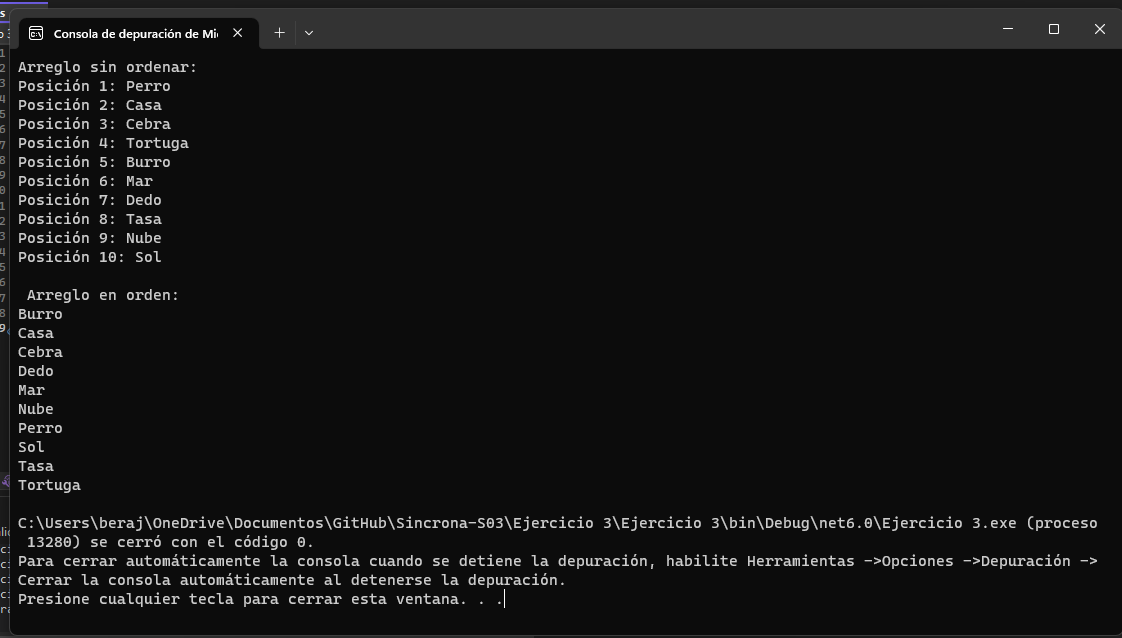 Consola de depuración de Mi
Arreglo sin ordenar:
Posición 1: Perro
Posición 2: Casa
Posición 3: Cebra
Posición 4: Tortuga
Posición 5: Burro
Posición 6: Mar
Posición 7: Dedo
Posición 8: Tasa
Posición 9: Nube
Posición 10: Sol
Arreglo en orden:
Burro
Casa
Cebra
Dedo
Mar
Nube
Perro
Sol
Tasa
Tortuga
C:\Users\beraj\OneDrive\Documentos\GitHub\Sincrona-S03\Ejercicio 3\Ejercicio 3\bin\Debug\net6.0\Ejercicio 3.exe (proceso
13280) se cerró con el código 0.
Para cerrar automáticamente la consola cuando se detiene la depuración, habilite Herramientas ->Opciones ->Depuración ->
Cerrar la consola automáticamente al detenerse la depuración.
Presione cualquier tecla para cerrar esta ventana. . .